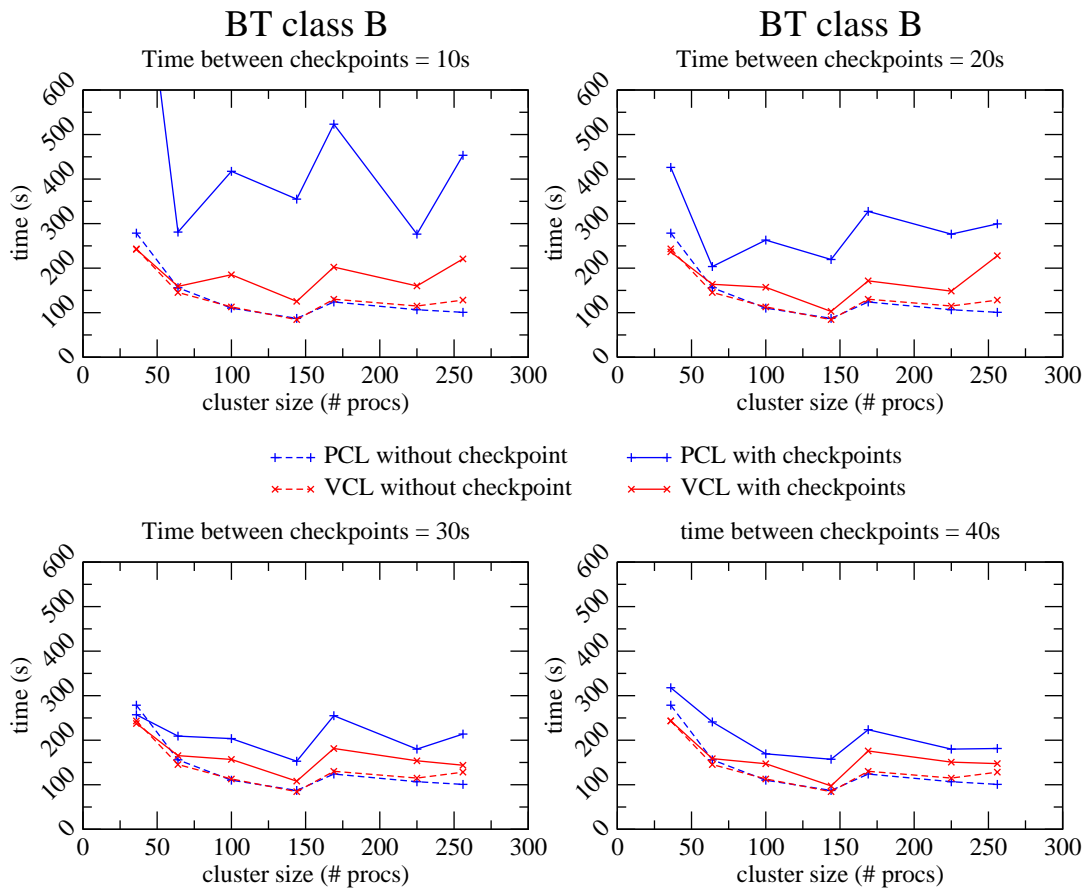 BT class B
Time between checkpoints = 10s
600
500
400
300
200
100
0
time (s)
0 50 100 150 200 250 300
cluster size (# procs)
BT class B
Time between checkpoints = 20s
600
500
400
300
200
100
0
time (s)
0 50 100 150 200 250 300
cluster size (# procs)
PCL without checkpoint
PCL with checkpoints
VCL without checkpoint
VCL with checkpoints
Time between checkpoints = 30s
600
500
400
300
200
100
0
time (s)
0 50 100 150 200 250 300
cluster size (# procs)
time between checkpoints = 40s
600
500
400
300
200
100
0
time (s)
0 50 100 150 200 250 300
cluster size (# procs)